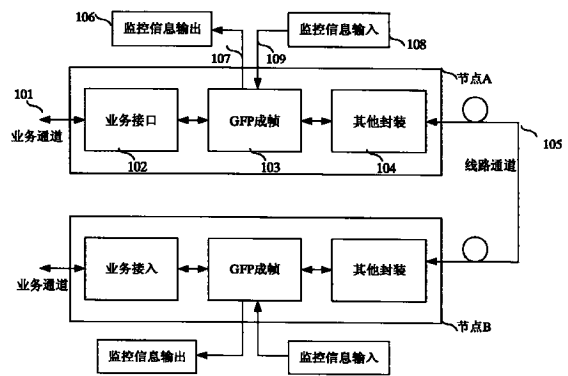 106
监控信息输出
监控信息输入
108
107
109
节点A
101
业务通道
业务接口
GFP成帧
其他封装
102
103
104
105
线路通道
业务接入
GFP成帧
其他封装
业务通道
节点B
监控信息输出
监控信息输入